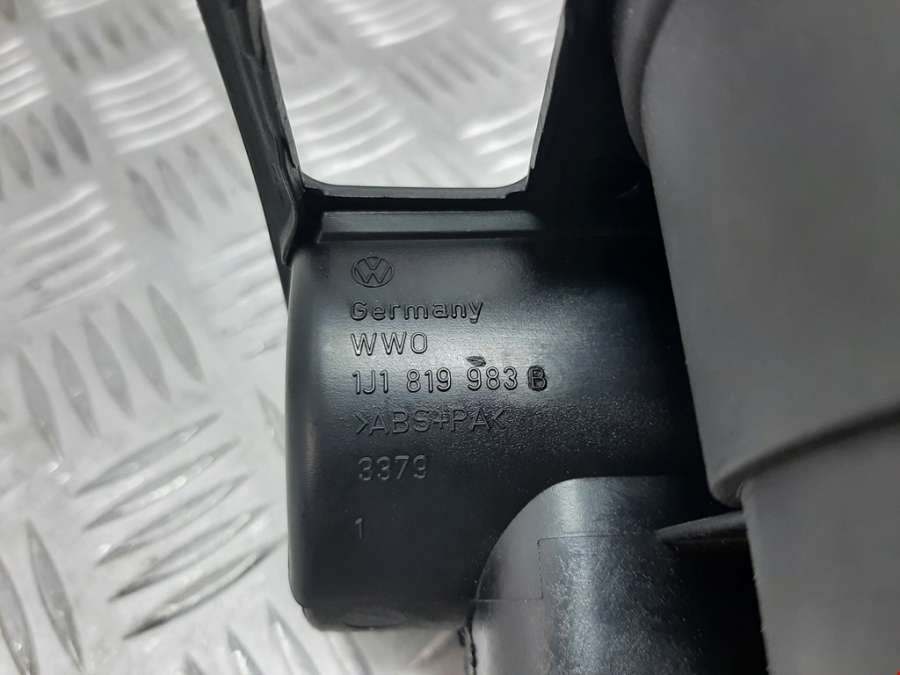 Germany
WWO
1J1 819 983 B
>ABS+PA<
3379
1